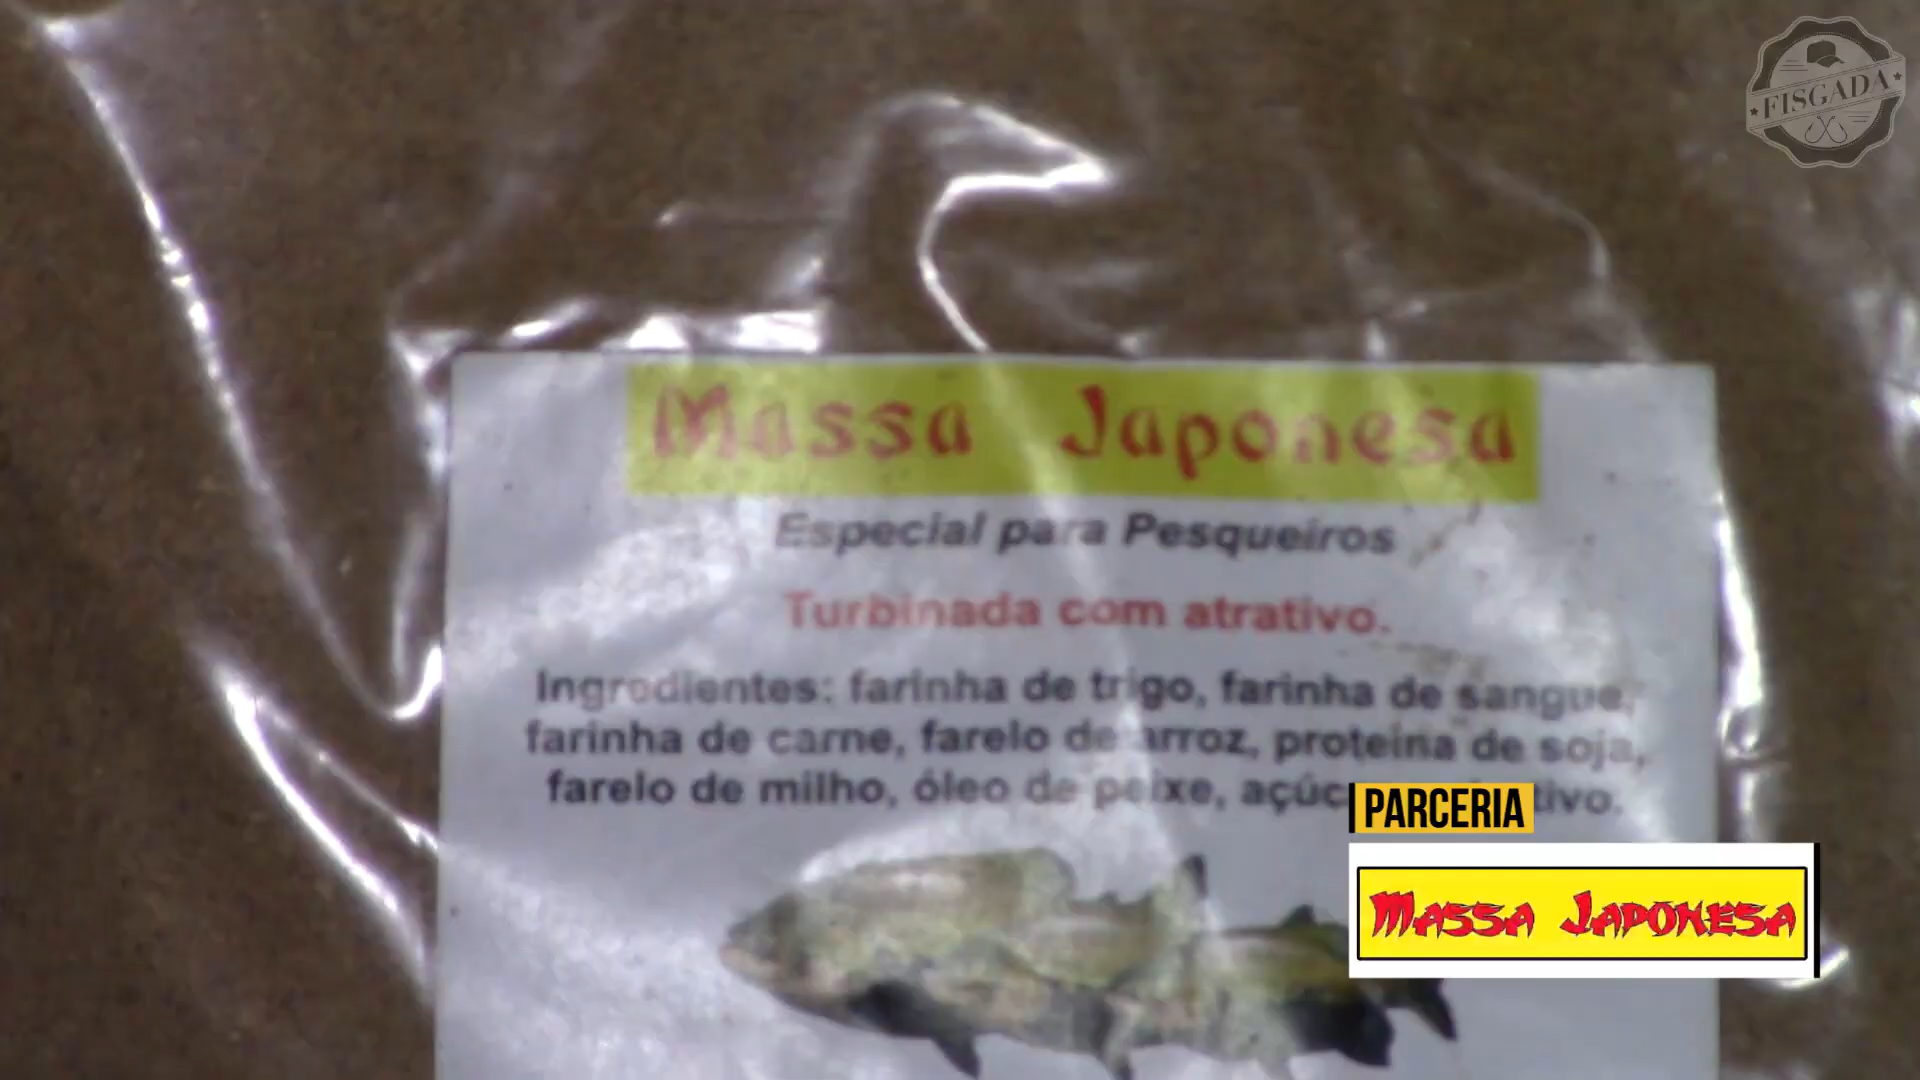 FISGADA
Massa Japonesa
Especial para Pesqueiros
Turbinada com atrativo.
Ingredientes: farinha de trigo, farinha de sangue,
farinha de carne, farelo de arroz, proteína de soja,
farelo de milho, óleo de peixe,
PARCERIA
MASSA JAPONESA